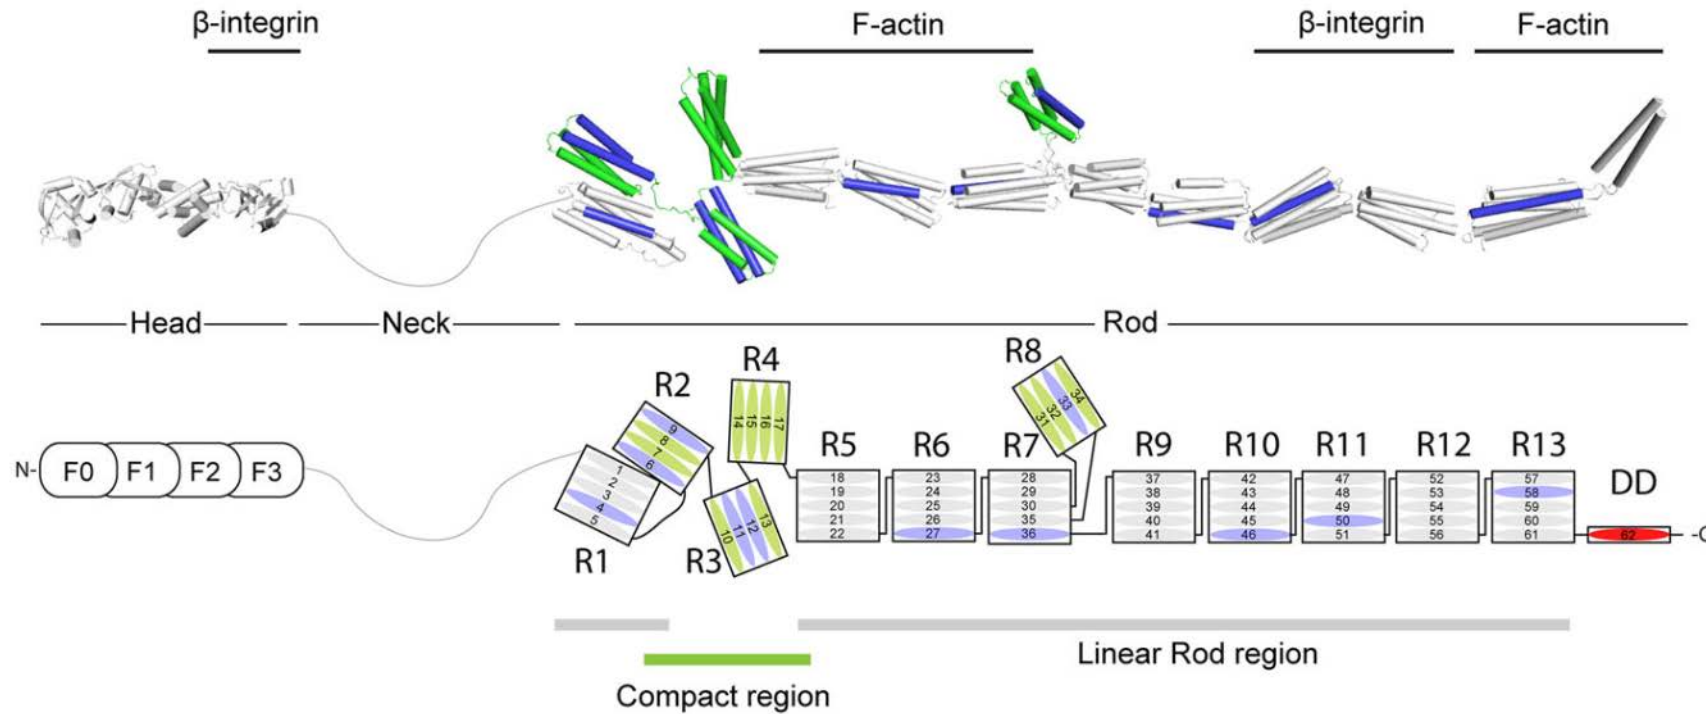 β-integrin F-actin β-integrin F-actin
Head Neck Rod
R8
R4
R2
R5 R6 R7 R9 R10 R11 R12 R13 DD
N- F0 F1 F2 F3
1 2 3 4 5
6 7 8 9
10 11 12 13
14 15 16 17
18 19 20 21 22
23 24 25 26 27
28 29 30 35 36
31 32 33 34
37 38 39 40 41
42 43 44 45 46
47 48 49 50 51
52 53 54 55 56
57 58 59 60 61
62
-C
R1 R3
Linear Rod region
Compact region